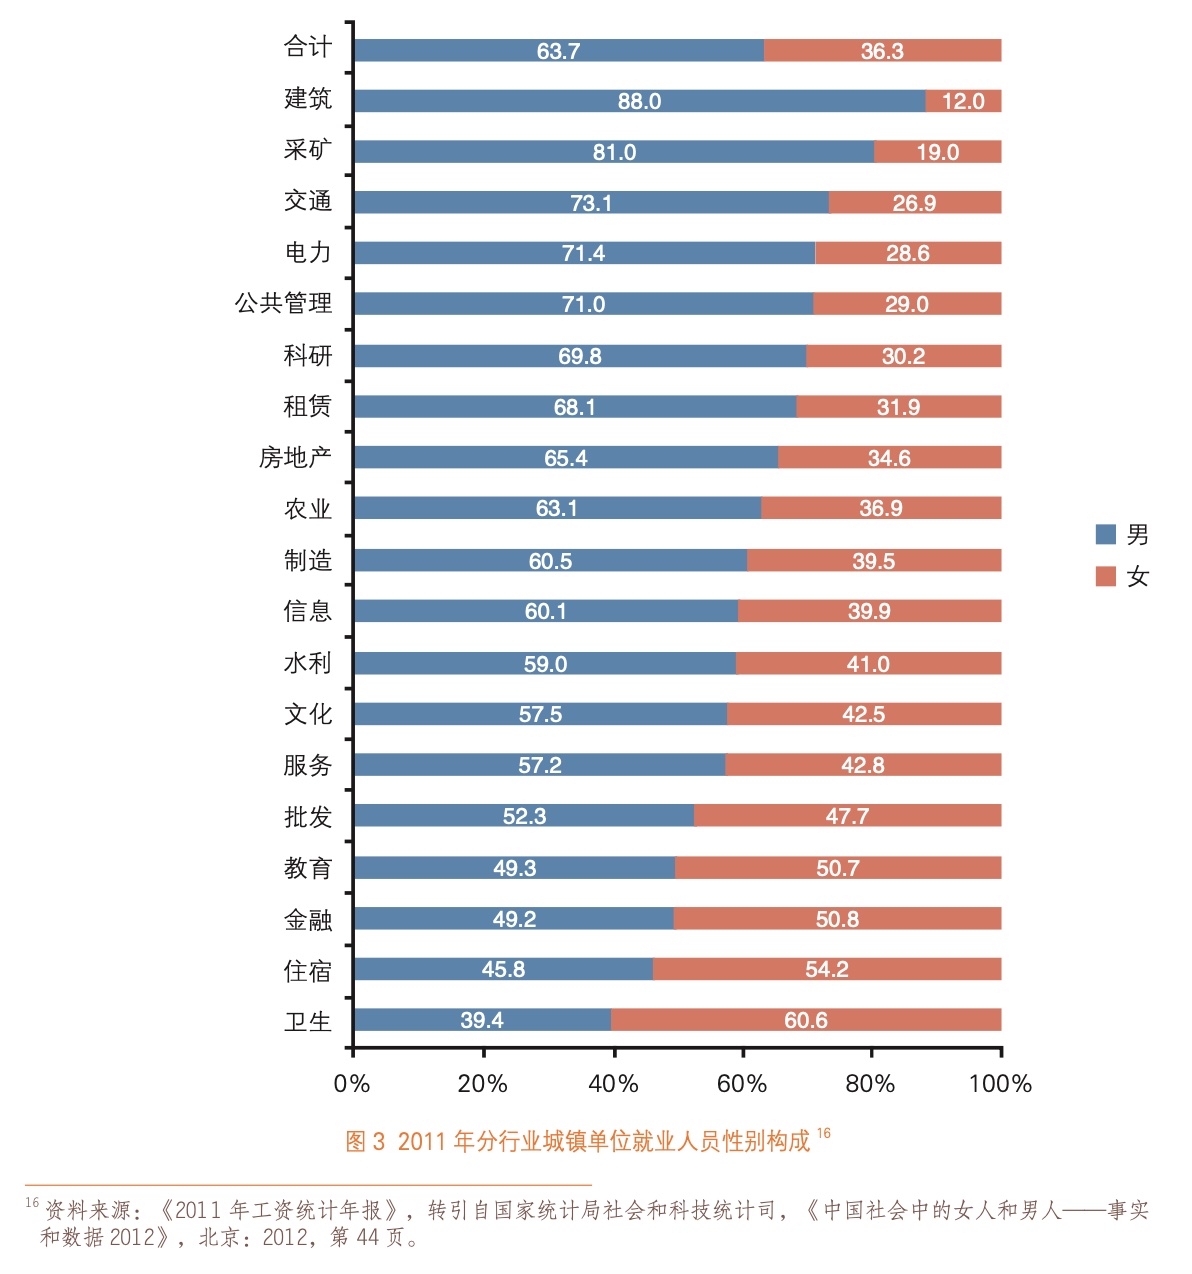 合计 63.7 36.3
建筑 88.0 12.0
采矿 81.0 19.0
交通 73.1 26.9
电力 71.4 28.6
公共管理 71.0 29.0
科研 69.8 30.2
租赁 68.1 31.9
房地产 65.4 34.6
农业 63.1 36.9
制造 60.5 39.5
信息 60.1 39.9
水利 59.0 41.0
文化 57.5 42.5
服务 57.2 42.8
批发 52.3 47.7
教育 49.3 50.7
金融 49.2 50.8
住宿 45.8 54.2
卫生 39.4 60.6
0% 20% 40% 60% 80% 100%
男
女
图 3 2011 年分行业城镇单位就业人员性别构成 16
16 资料来源：《2011 年工资统计年报》，转引自国家统计局社会和科技统计司，《中国社会中的女人和男人——事实
和数据 2012》，北京：2012，第 44 页。